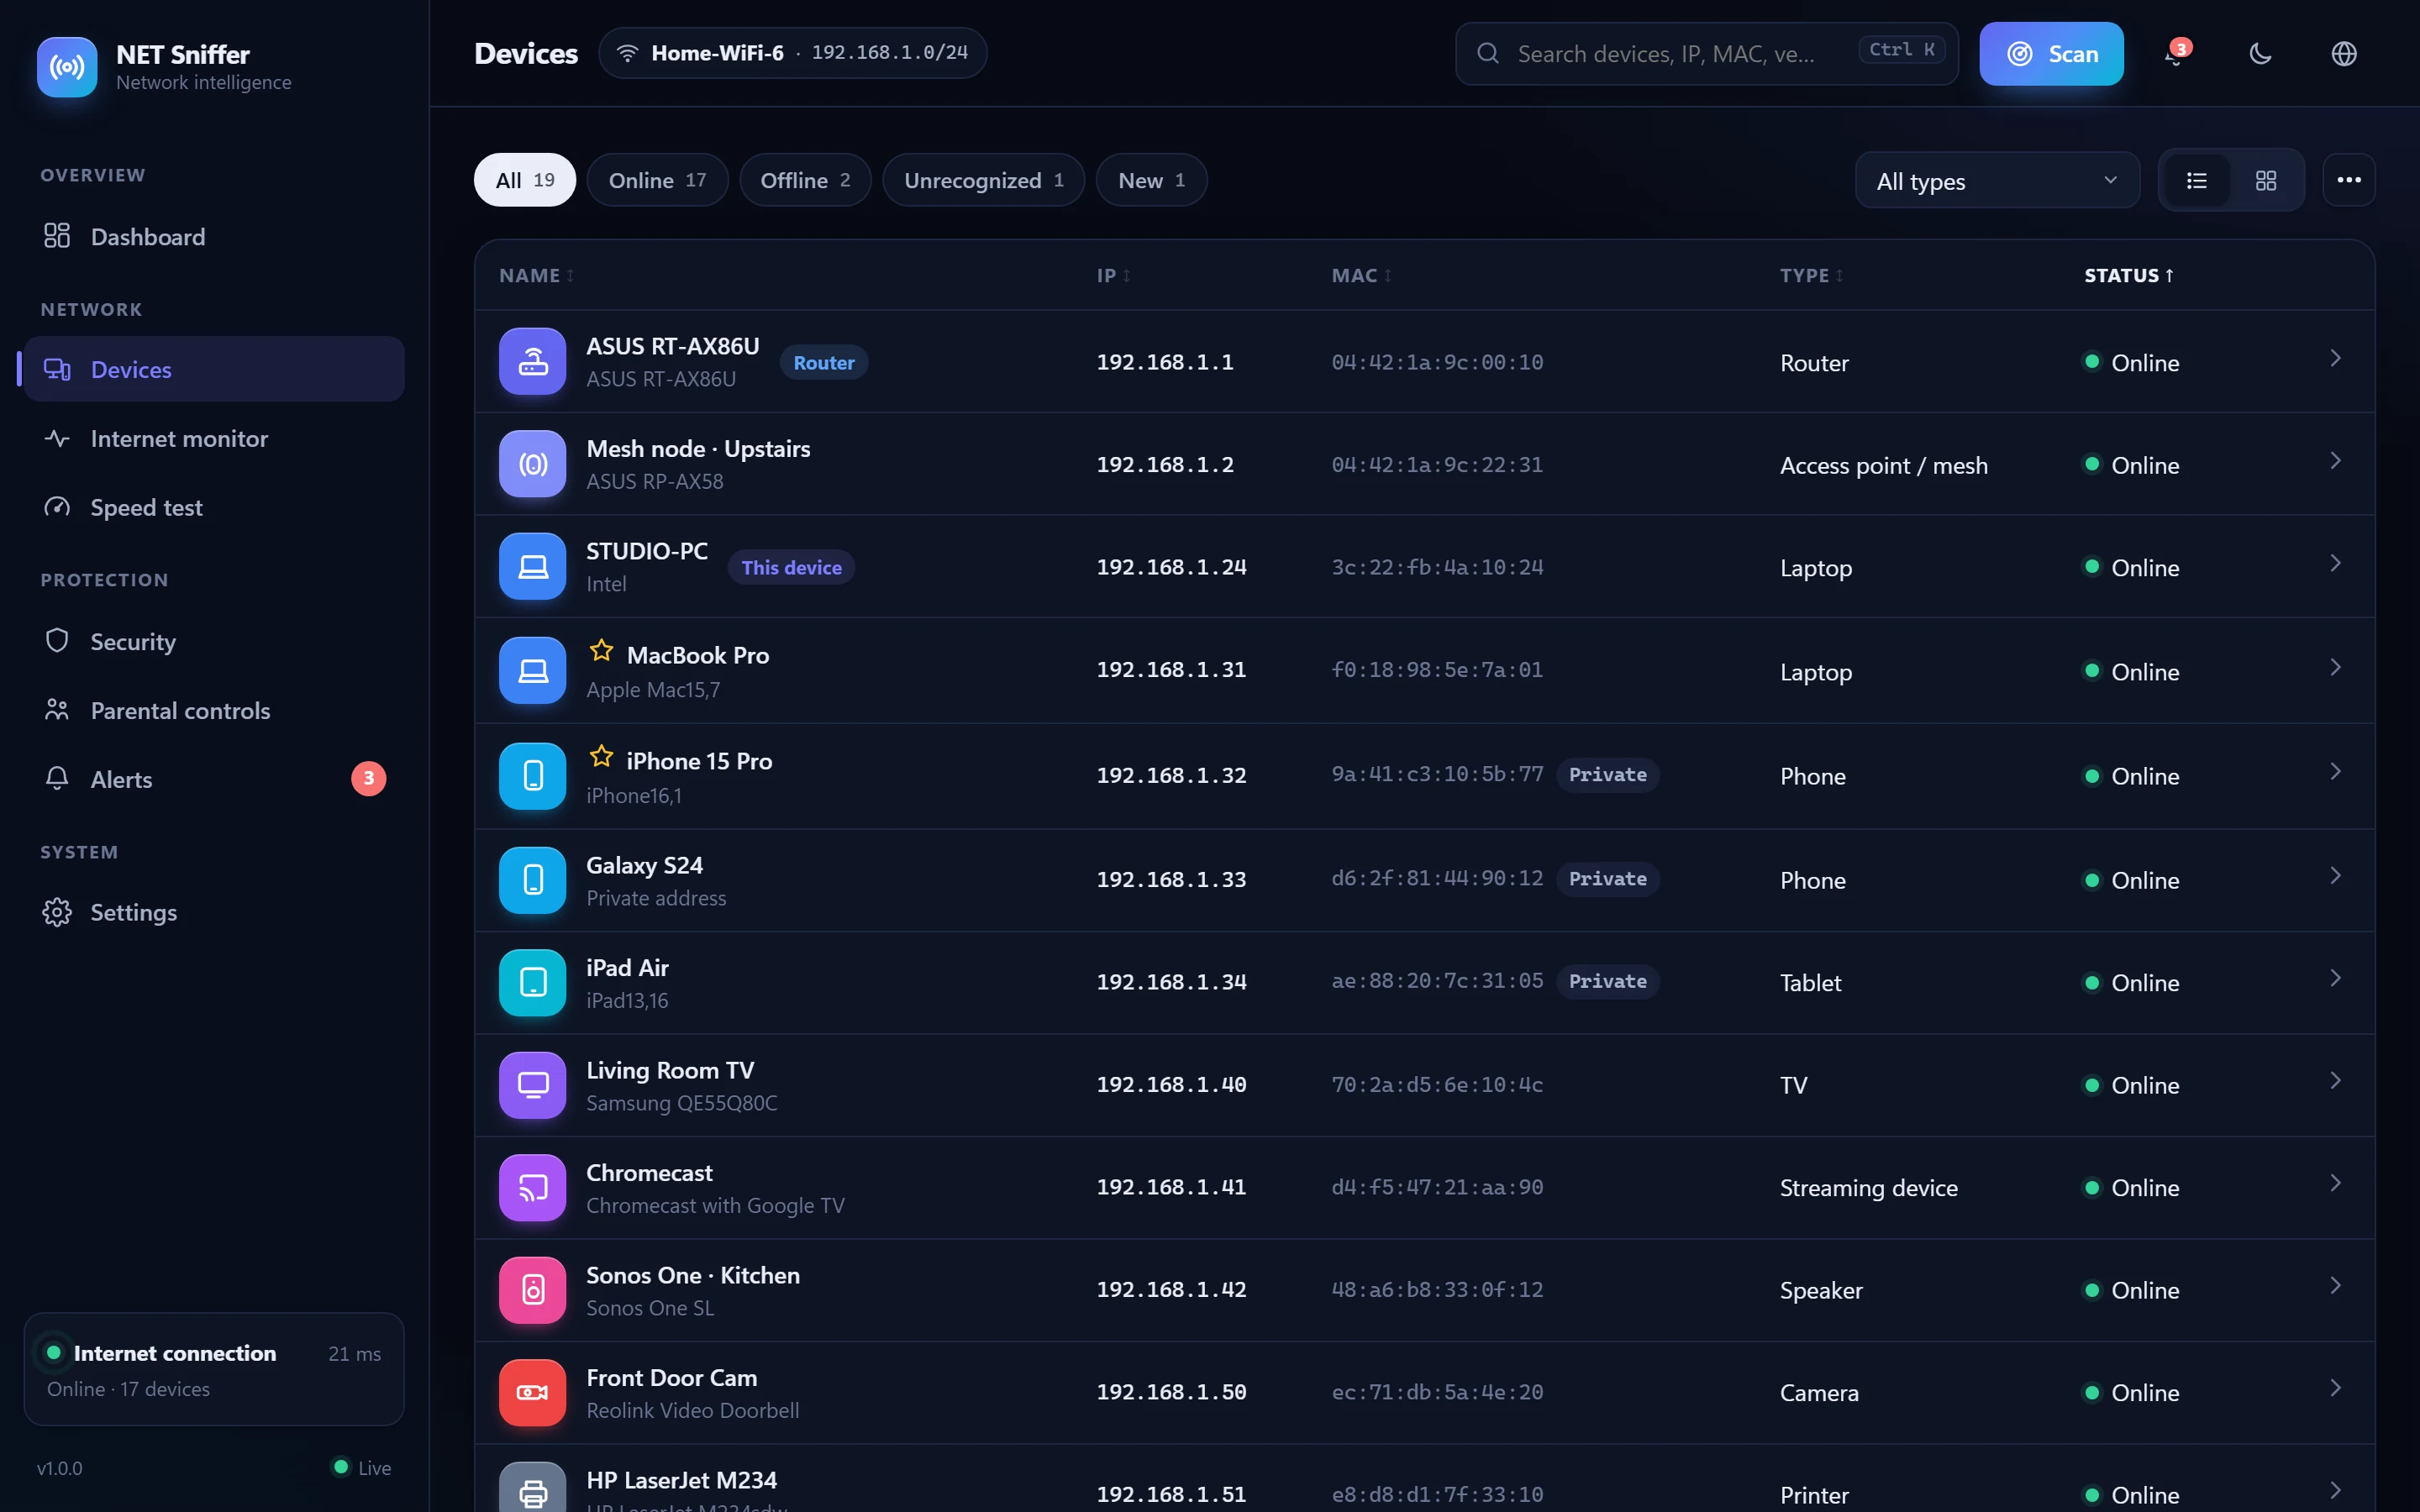 NET Sniffer
Network intelligence
OVERVIEW
Dashboard
NETWORK
Devices
Internet monitor
Speed test
PROTECTION
Security
Parental controls
Alerts 3
SYSTEM
Settings
Internet connection 21 ms
Online · 17 devices
v1.0.0 Live
Devices Home-WiFi-6 · 192.168.1.0/24 Search devices, IP, MAC, ve... Ctrl K Scan 3
All 19 Online 17 Offline 2 Unrecognized 1 New 1 All types
NAME IP MAC TYPE STATUS
ASUS RT-AX86U Router 192.168.1.1 04:42:1a:9c:00:10 Router Online
ASUS RT-AX86U
Mesh node · Upstairs 192.168.1.2 04:42:1a:9c:22:31 Access point / mesh Online
ASUS RP-AX58
STUDIO-PC This device 192.168.1.24 3c:22:fb:4a:10:24 Laptop Online
Intel
MacBook Pro 192.168.1.31 f0:18:98:5e:7a:01 Laptop Online
Apple Mac15,7
iPhone 15 Pro 192.168.1.32 9a:41:c3:10:5b:77 Private Phone Online
iPhone16,1
Galaxy S24 192.168.1.33 d6:2f:81:44:90:12 Private Phone Online
Private address
iPad Air 192.168.1.34 ae:88:20:7c:31:05 Private Tablet Online
iPad13,16
Living Room TV 192.168.1.40 70:2a:d5:6e:10:4c TV Online
Samsung QE55Q80C
Chromecast 192.168.1.41 d4:f5:47:21:aa:90 Streaming device Online
Chromecast with Google TV
Sonos One · Kitchen 192.168.1.42 48:a6:b8:33:0f:12 Speaker Online
Sonos One SL
Front Door Cam 192.168.1.50 ec:71:db:5a:4e:20 Camera Online
Reolink Video Doorbell
HP LaserJet M234 192.168.1.51 e8:d8:d1:7f:33:10 Printer Online
HP LaserJet